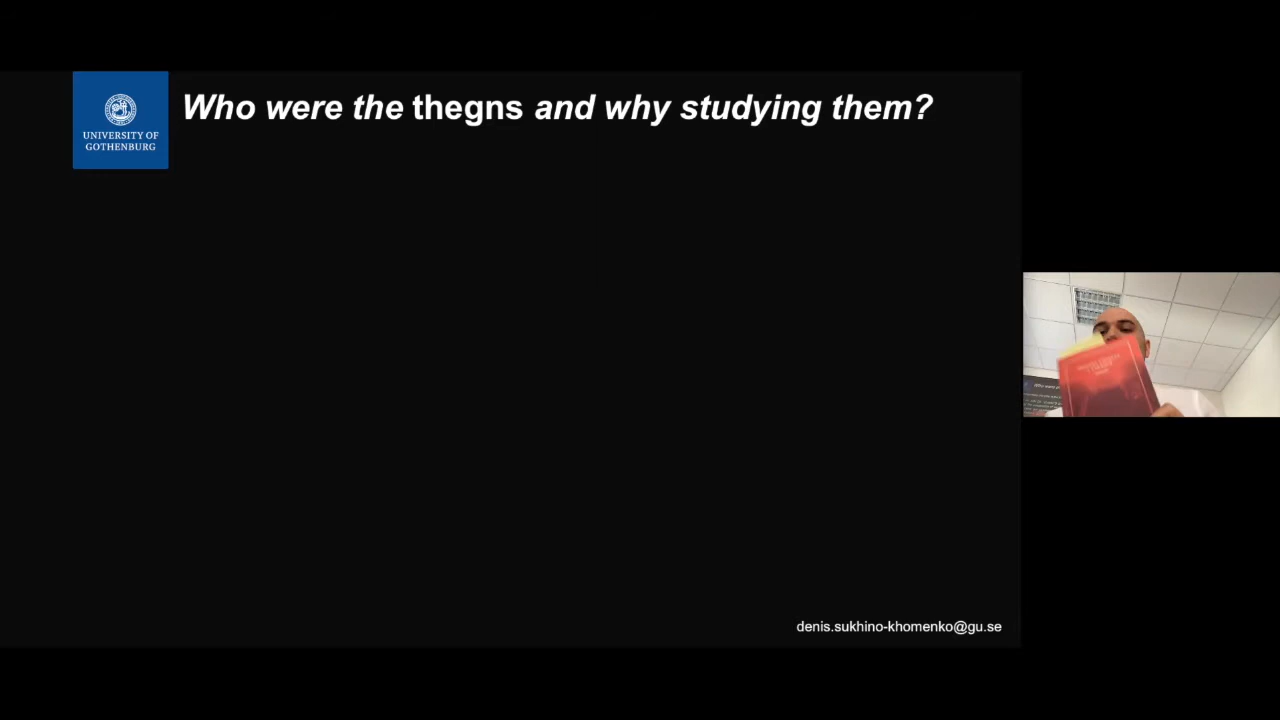 Who were the thegns and why studying them?
UNIVERSITY OF
GOTHENBURG
denis.sukhino-khomenko@gu.se